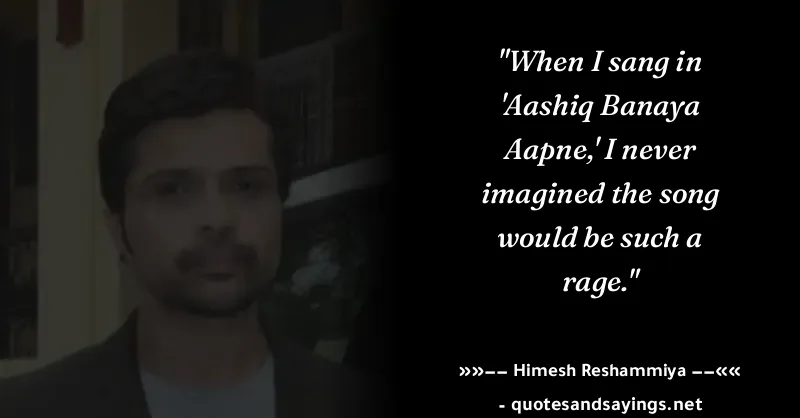 "When I sang in
'Aashiq Banaya
Aapne,' I never
imagined the song
would be such a
rage."
»»−− Himesh Reshammiya −−««
- quotesandsayings.net